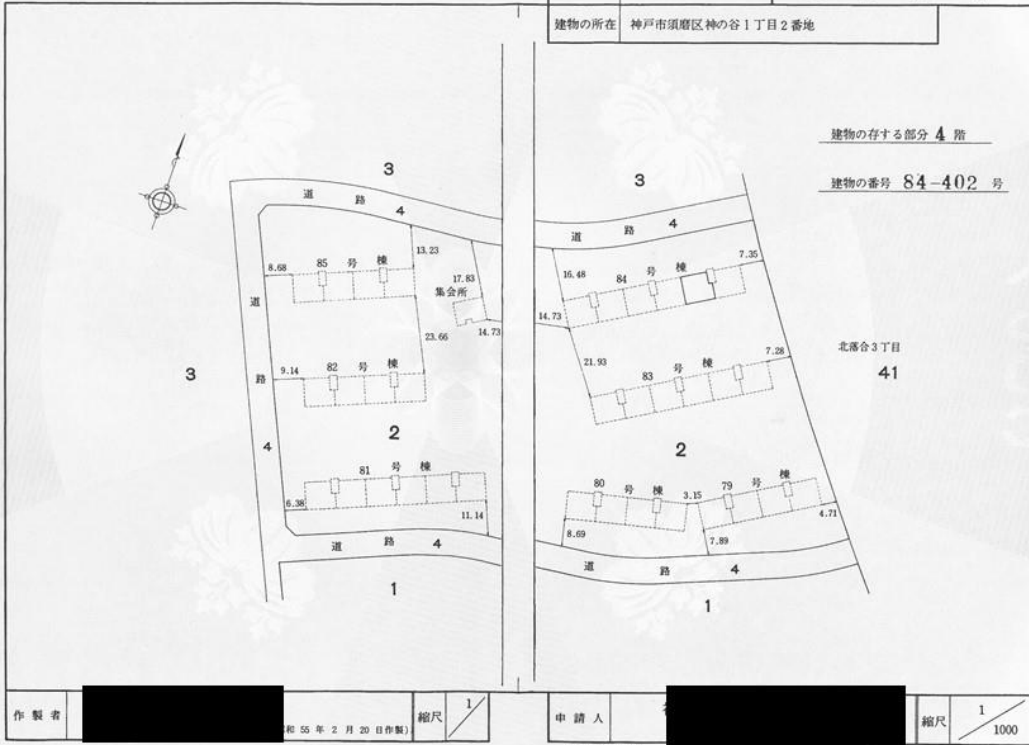 建物の所在 神戸市須磨区神の谷1丁目2番地
建物の存する部分 4 階
建物の番号 84-402 号
3
道路 4
8.68
85 号 棟
13.23
17.83
集会所
14.73
23.66
道路 4
3
9.14
82 号 棟
2
81 号 棟
6.38
11.14
道路 4
1
3
道路 4
16.48
84 号 棟
7.35
14.73
21.93
83 号 棟
7.28
北落合3丁目
41
2
80 号 棟
3.15
79 号 棟
8.69
7.89
4.71
道路 4
1
作製者
和 55 年 2 月 20 日作製)
縮尺 1/
申請人
縮尺 1/1000